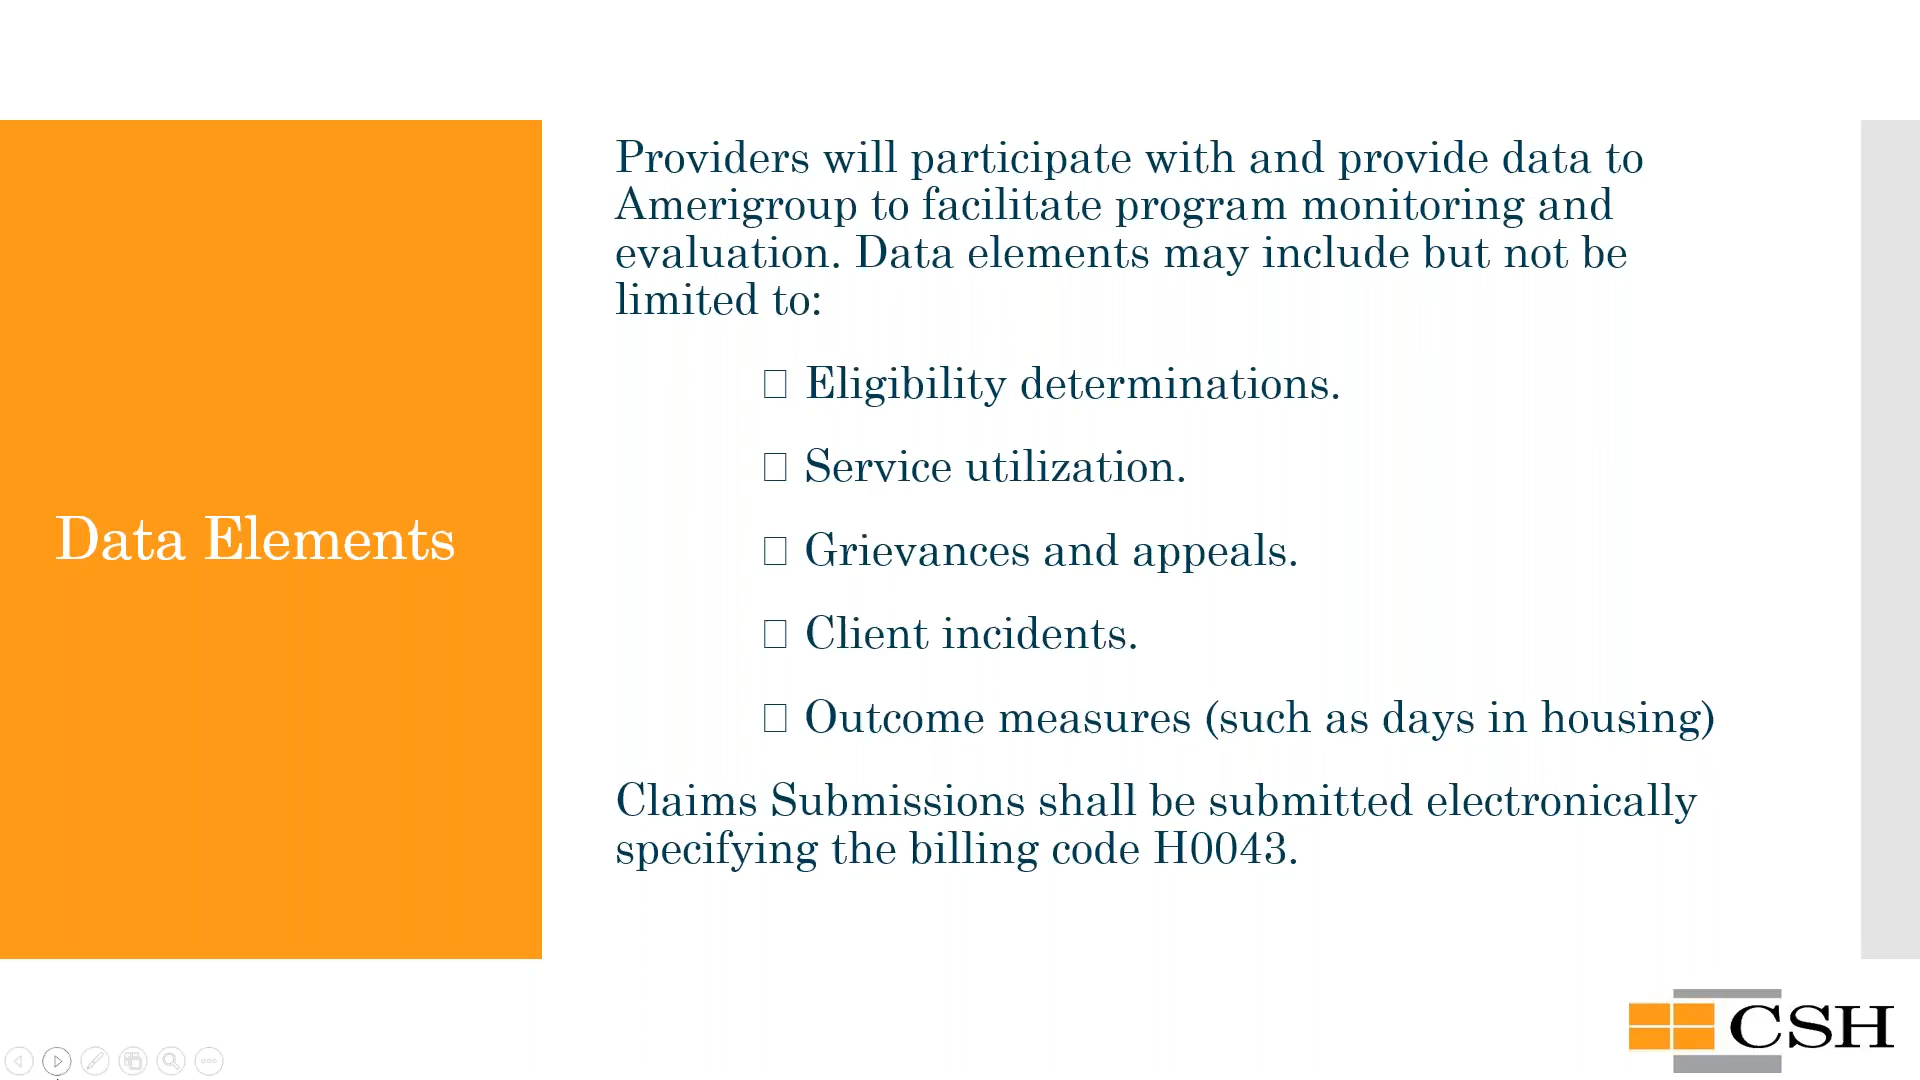 Providers will participate with and provide data to
Amerigroup to facilitate program monitoring and
evaluation. Data elements may include but not be
limited to:
□ Eligibility determinations.
□ Service utilization.
Data Elements
□ Grievances and appeals.
□ Client incidents.
□ Outcome measures (such as days in housing)
Claims Submissions shall be submitted electronically
specifying the billing code H0043.
CSH